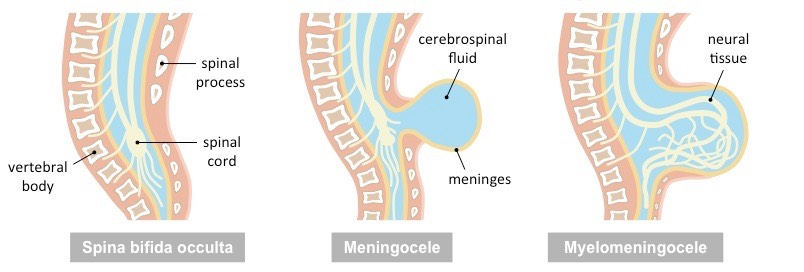 spinal
process
spinal
cord
vertebral
body
Spina bifida occulta
cerebrospinal
fluid
meninges
Meningocele
neural
tissue
Myelomeningocele